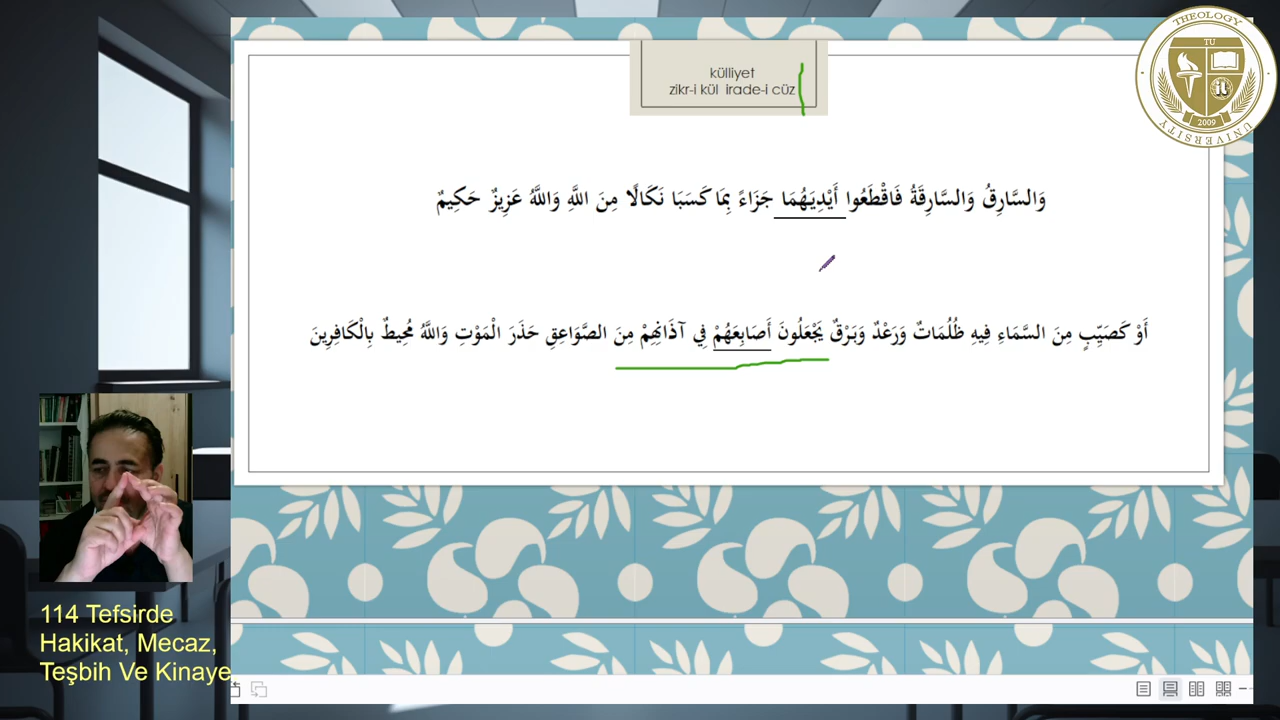 külliyet
zikr-i kül irade-i cüz
وَالسَّارِقُ وَالسَّارِقَةُ فَاقْطَعُوا أَيْدِيَهُمَا جَزَاءً بِمَا كَسَبَا نَكَالًا مِنَ اللَّهِ وَاللَّهُ عَزِيزٌ حَكِيمٌ
أَوْ كَصَيِّبٍ مِنَ السَّمَاءِ فِيهِ ظُلُمَاتٌ وَرَعْدٌ وَبَرْقٌ يَجْعَلُونَ أَصَابِعَهُمْ فِي آذَانِهِمْ مِنَ الصَّوَاعِقِ حَذَرَ الْمَوْتِ وَاللَّهُ مُحِيطٌ بِالْكَافِرِينَ
THEOLOGY
TU
2009
UNIVERSITY
114 Tefsirde
Hakikat, Mecaz,
Teşbih Ve Kinaye